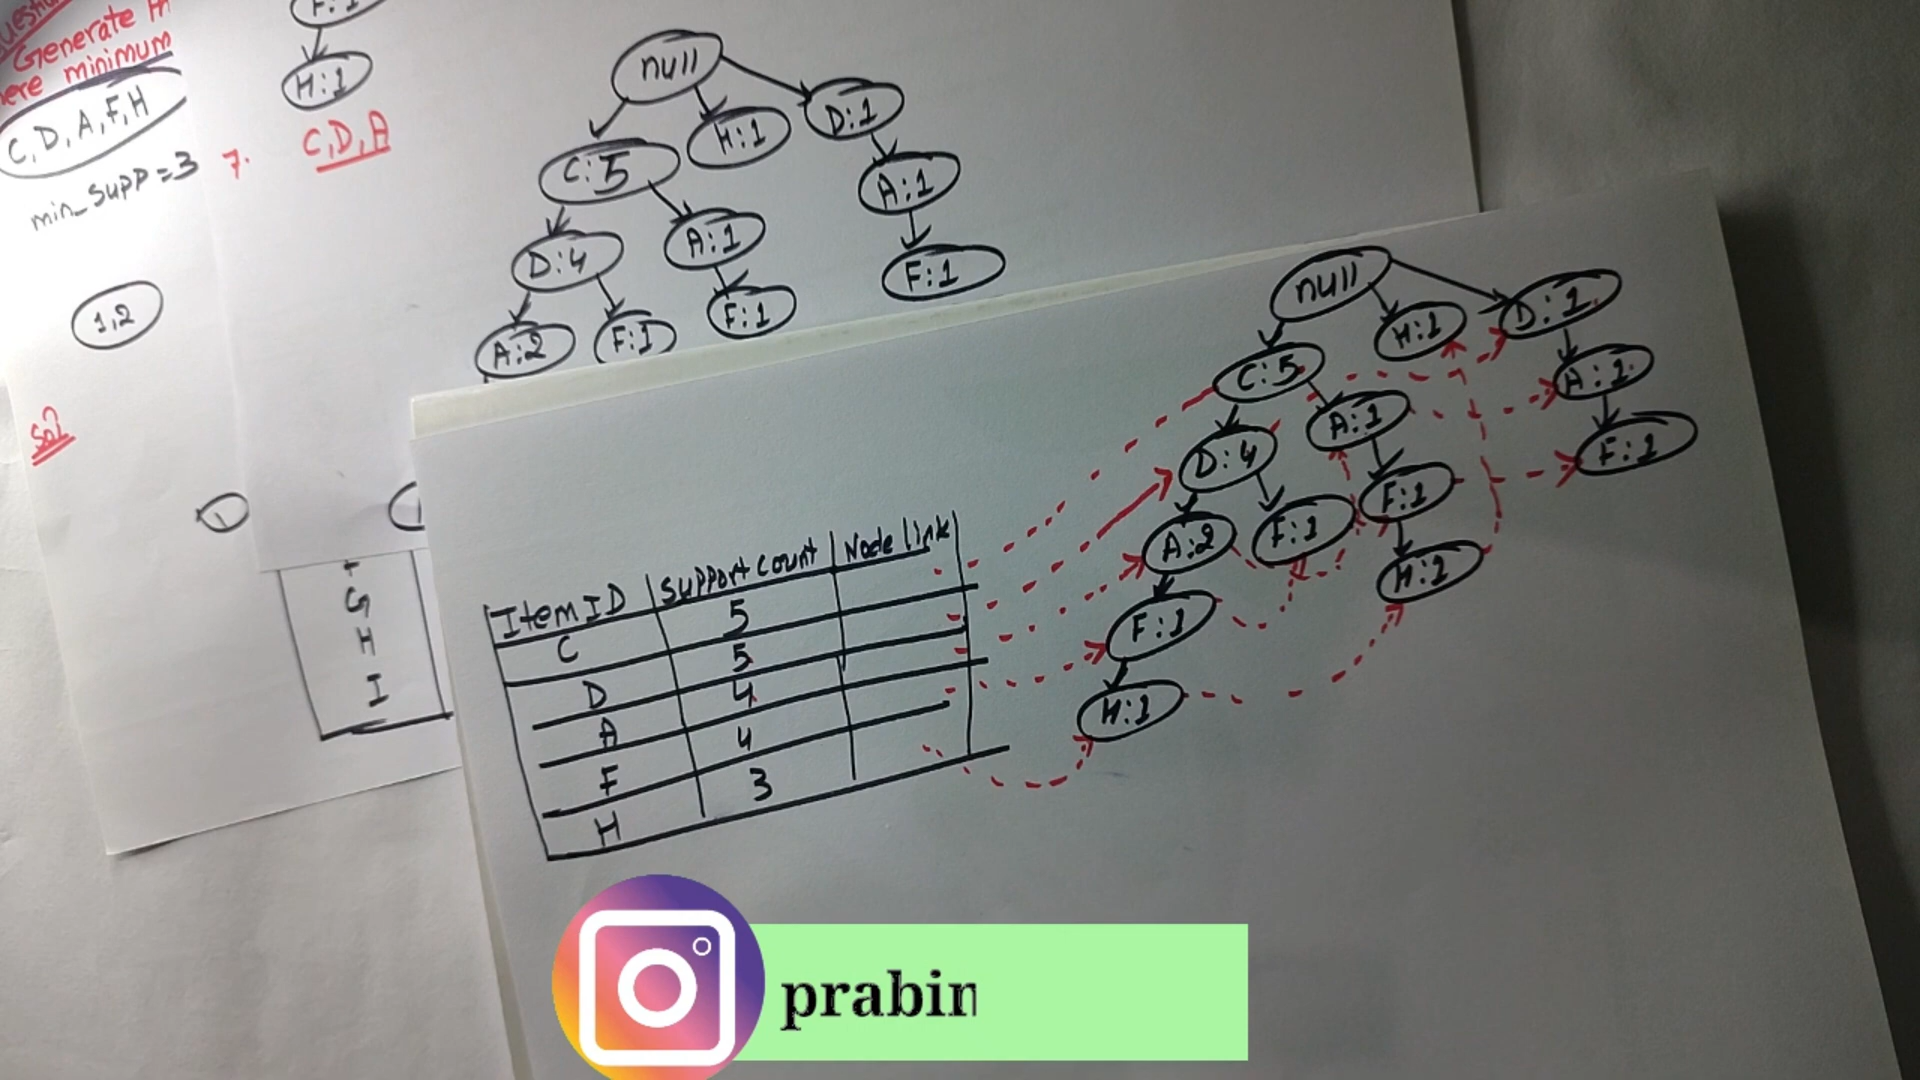 Generate
ere minimum
C, D, A, F, H
min_supp = 3
1,2
Sol
F:1
H:1
7. C,D,A
null
C:5 H:1 D:1
D:4 A:1 A:1
A:2 F:1 F:1 F:1
G
H
I
null
C:5 H:1 D:1
D:4 A:1 A:1
A:2 F:1 F:1 F:1
F:1 H:1
H:1
Item ID support count Node link
C 5
D 5
A 4
F 4
H 3
prabin